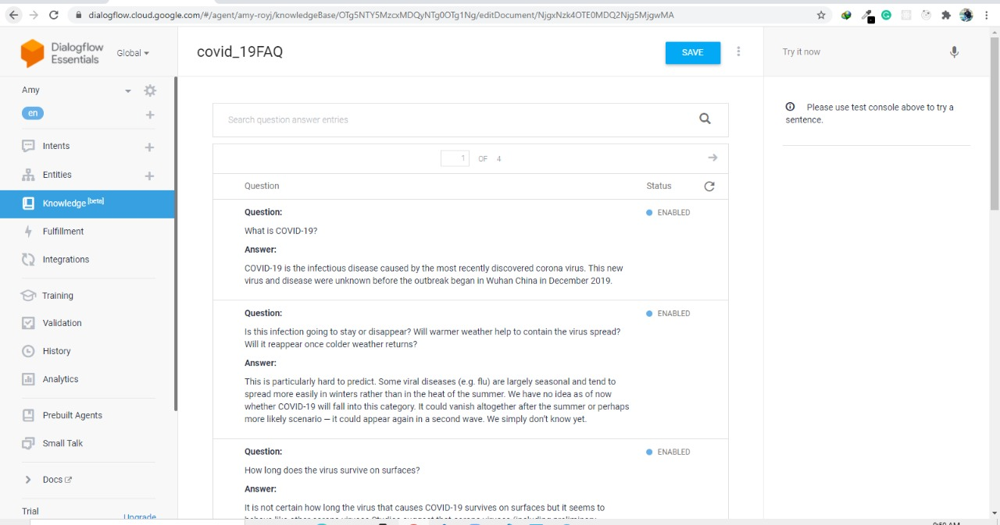 dialogflow.cloud.google.com/#/agent/amy-royj/knowledgeBase/OTg5NTY5MzcxMDQyNTg0OTg1Ng/editDocument/NjgxNzk4OTE0MDQ2Njg5MjgwMA
Dialogflow
Essentials
Global
covid_19FAQ
SAVE
Try it now
Amy
en
Intents
Entities
Knowledge [beta]
Fulfillment
Integrations
Training
Validation
History
Analytics
Prebuilt Agents
Small Talk
Docs
Trial
Upgrade
Search question answer entries
1 OF 4
Question Status
Question: ENABLED
What is COVID-19?
Answer:
COVID-19 is the infectious disease caused by the most recently discovered corona virus. This new
virus and disease were unknown before the outbreak began in Wuhan China in December 2019.
Question: ENABLED
Is this infection going to stay or disappear? Will warmer weather help to contain the virus spread?
Will it reappear once colder weather returns?
Answer:
This is particularly hard to predict. Some viral diseases (e.g. flu) are largely seasonal and tend to
spread more easily in winters rather than in the heat of the summer. We have no idea as of now
whether COVID-19 will fall into this category. It could vanish altogether after the summer or perhaps
more likely scenario — it could appear again in a second wave. We simply don't know yet.
Question: ENABLED
How long does the virus survive on surfaces?
Answer:
It is not certain how long the virus that causes COVID-19 survives on surfaces but it seems to
Please use test console above to try a
sentence.